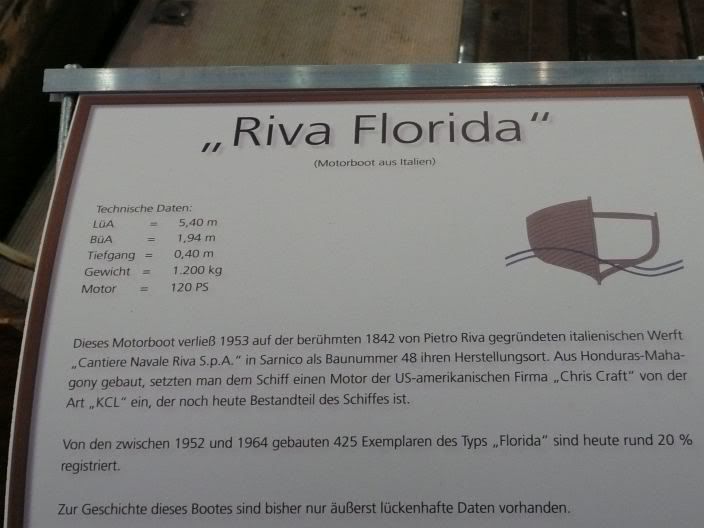 „Riva Florida“
(Motorboot aus Italien)
Technische Daten:
LüA = 5,40 m
BüA = 1,94 m
Tiefgang = 0,40 m
Gewicht = 1.200 kg
Motor = 120 PS
Dieses Motorboot verließ 1953 auf der berühmten 1842 von Pietro Riva gegründeten italienischen Werft
„Cantiere Navale Riva S.p.A.“ in Sarnico als Baunummer 48 ihren Herstellungsort. Aus Honduras-Maha-
gony gebaut, setzten man dem Schiff einen Motor der US-amerikanischen Firma „Chris Craft“ von der
Art „KCL“ ein, der noch heute Bestandteil des Schiffes ist.
Von den zwischen 1952 und 1964 gebauten 425 Exemplaren des Typs „Florida“ sind heute rund 20 %
registriert.
Zur Geschichte dieses Bootes sind bisher nur äußerst lückenhafte Daten vorhanden.